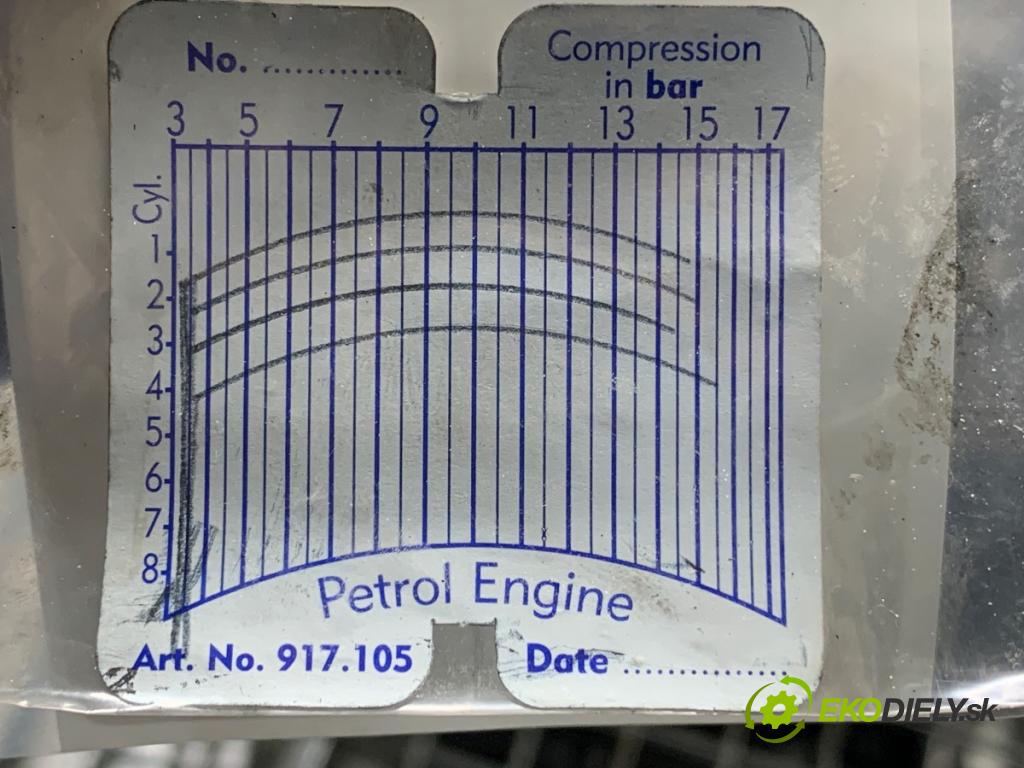 No. ................
Compression
in bar
3 5 7 9 11 13 15 17
Cyl.
1
2
3
4
5
6
7
8
Petrol Engine
Art. No. 917.105
Date ................
EKODIELY.sk